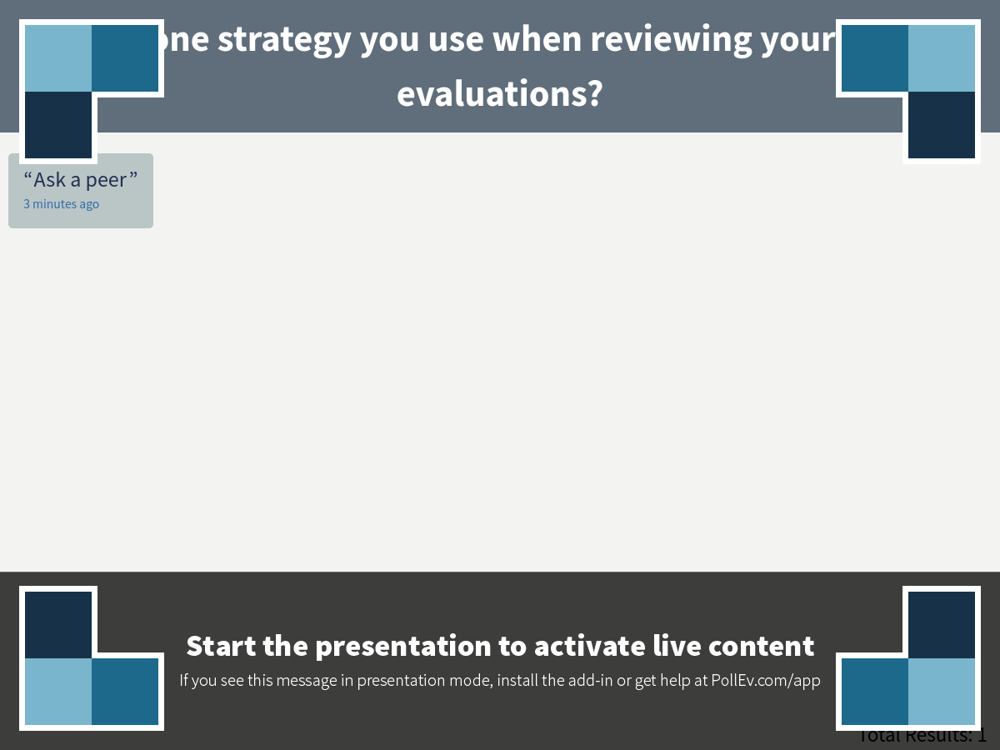 one strategy you use when reviewing your
evaluations?
“Ask a peer”
3 minutes ago
Start the presentation to activate live content
If you see this message in presentation mode, install the add-in or get help at PollEv.com/app
Total Results: 1